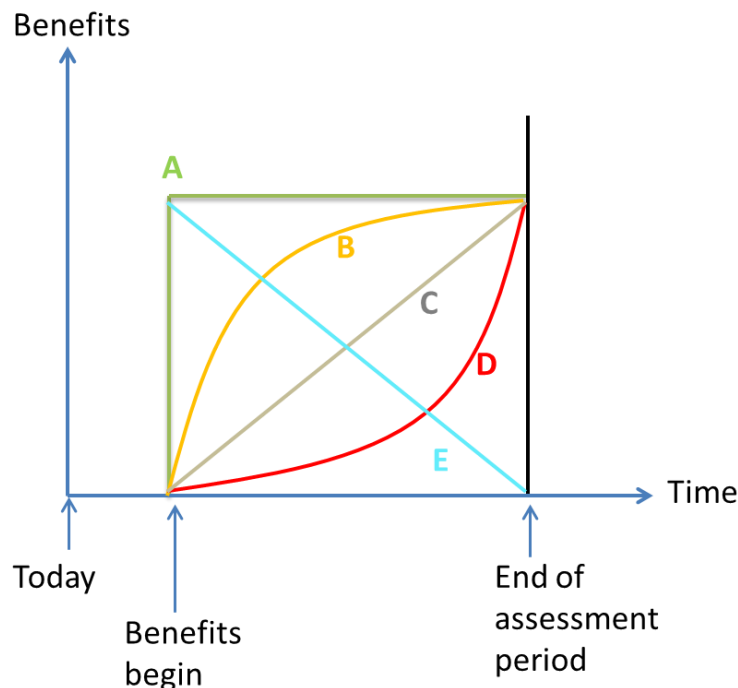 Benefits
A
B
C
D
E
Time
Today
Benefits
begin
End of
assessment
period